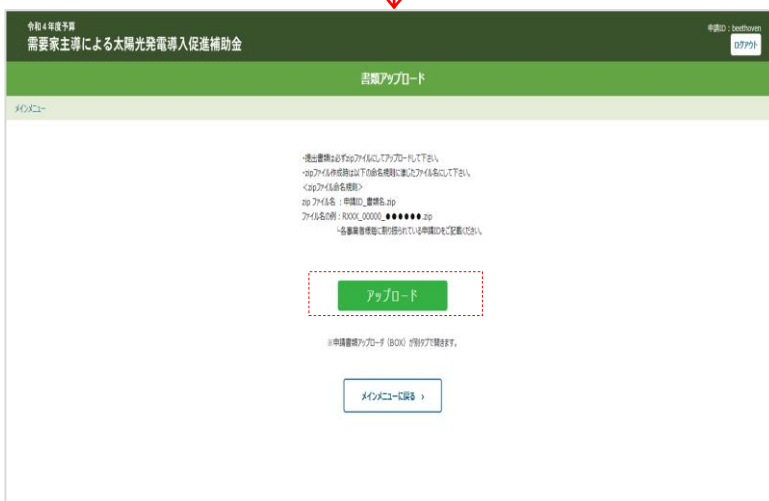 令和4年度予算
需要家主導による太陽光発電導入促進補助金
申請ID：beethoven
ログアウト
書類アップロード
メインメニュー
・提出書類は必ずzipファイルにしてアップロードして下さい。
・zipファイル作成時は以下の命名規則に準じたファイル名にして下さい。
<zipファイル命名規則>
zip ファイル名 ：申請ID_書類名.zip
ファイル名の例：RXXX_00000_●●●●●●.zip
└各事業者様毎に割り振られている申請IDをご記載ください。
アップロード
※申請書類アップローダ（BOX）が別タブで開きます。
メインメニューに戻る ›